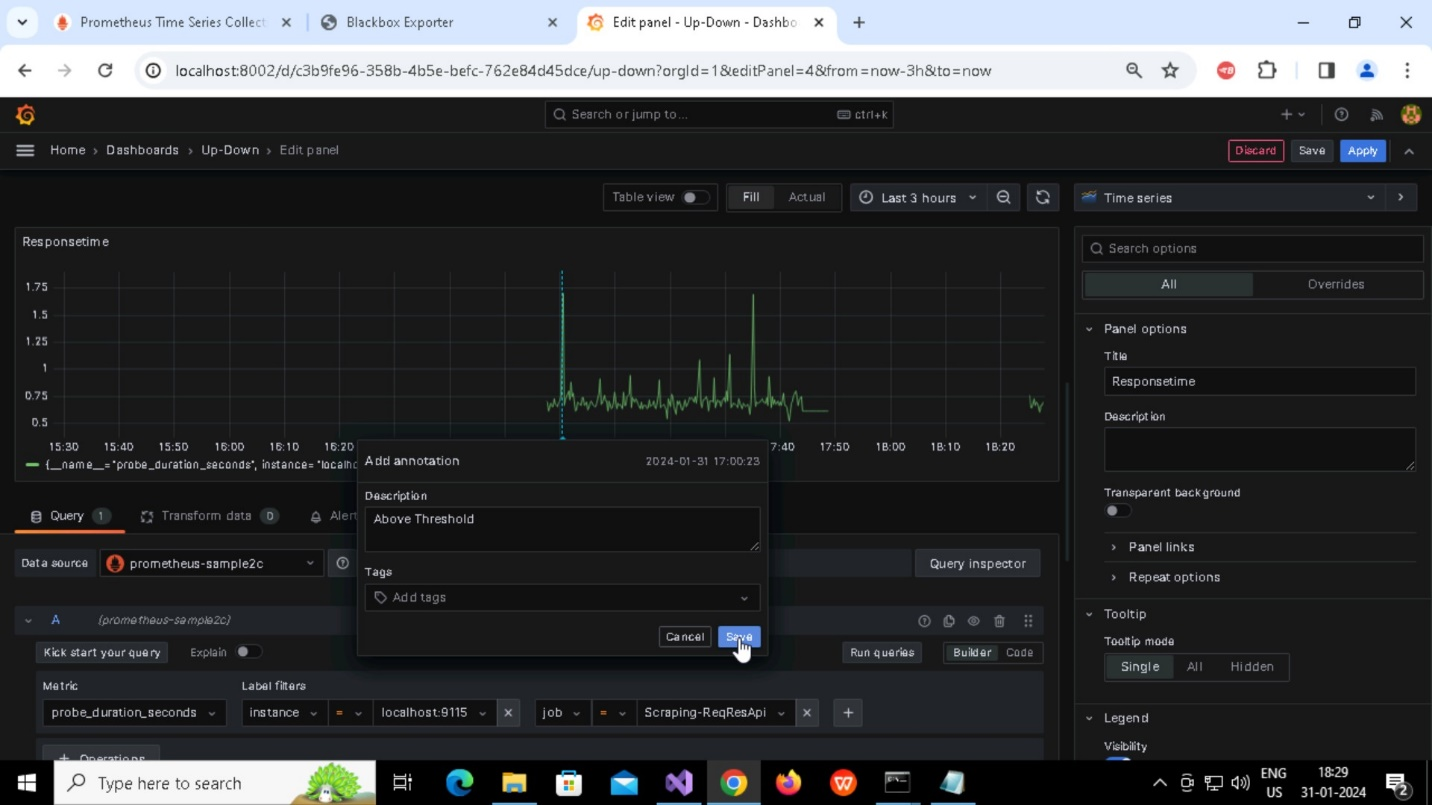 Prometheus Time Series Collect
Blackbox Exporter
Edit panel - Up-Down - Dashbo
localhost:8002/d/c3b9fe96-358b-4b5e-befc-762e84d45dce/up-down?orgId=1&editPanel=4&from=now-3h&to=now
Search or jump to...
ctrl+k
Home
Dashboards
Up-Down
Edit panel
Discard
Save
Apply
Table view
Fill
Actual
Last 3 hours
Time series
Responsetime
Search options
All
Overrides
1.75
1.5
1.25
1
0.75
0.5
15:30 15:40 15:50 16:00 16:10 16:20
7:40 17:50 18:00 18:10 18:20
{__name__="probe_duration_seconds", instance="localho
Panel options
Title
Responsetime
Description
Transparent background
Panel links
Repeat options
Tooltip
Tooltip mode
Single
All
Hidden
Legend
Visibility
Add annotation
2024-01-31 17:00:23
Description
Above Threshold
Tags
Add tags
Cancel
Save
Query 1
Transform data 0
Alert
Data source
prometheus-sample2c
Query inspector
A
(prometheus-sample2c)
Kick start your query
Explain
Run queries
Builder
Code
Metric
Label filters
probe_duration_seconds
instance
=
localhost:9115
job
=
Scraping-ReqResApi
+ Operations
Type here to search
ENG
US
18:29
31-01-2024
2